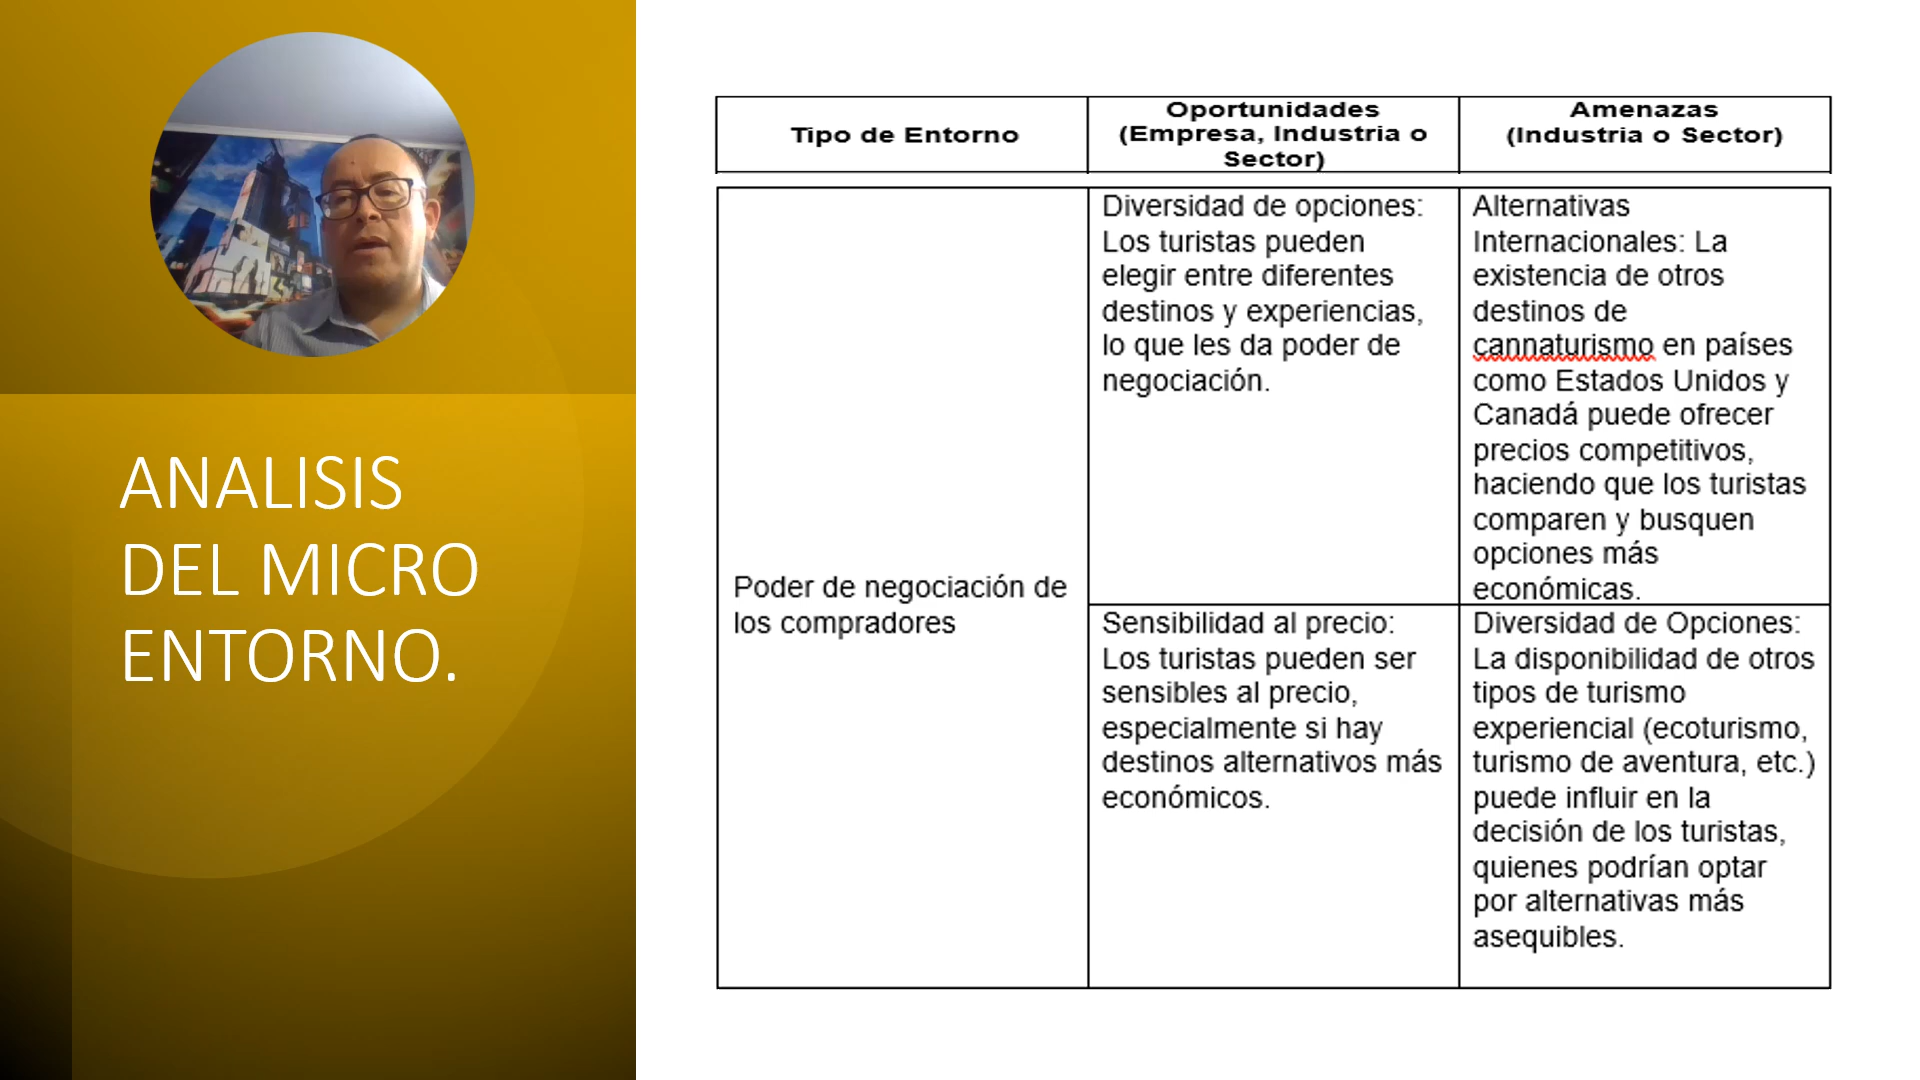 ANALISIS
DEL MICRO
ENTORNO.
Tipo de Entorno
Oportunidades
(Empresa, Industria o
Sector)
Amenazas
(Industria o Sector)
Poder de negociación de
los compradores
Diversidad de opciones:
Los turistas pueden
elegir entre diferentes
destinos y experiencias,
lo que les da poder de
negociación.
Alternativas
Internacionales: La
existencia de otros
destinos de
cannaturismo en países
como Estados Unidos y
Canadá puede ofrecer
precios competitivos,
haciendo que los turistas
comparen y busquen
opciones más
económicas.
Sensibilidad al precio:
Los turistas pueden ser
sensibles al precio,
especialmente si hay
destinos alternativos más
económicos.
Diversidad de Opciones:
La disponibilidad de otros
tipos de turismo
experiencial (ecoturismo,
turismo de aventura, etc.)
puede influir en la
decisión de los turistas,
quienes podrían optar
por alternativas más
asequibles.